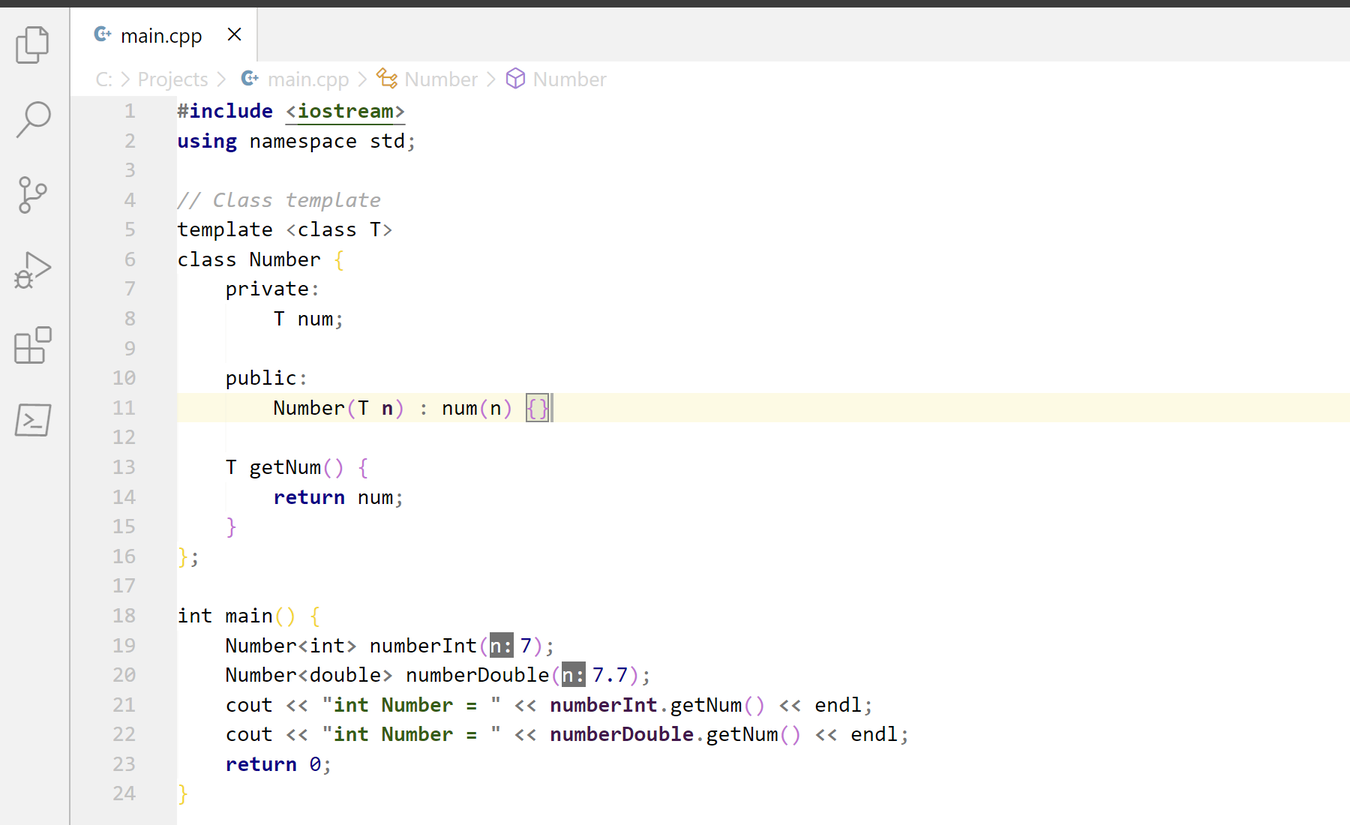 main.cpp
C: > Projects > main.cpp > Number > Number
1 #include <iostream>
2 using namespace std;
3
4 // Class template
5 template <class T>
6 class Number {
7     private:
8         T num;
9
10     public:
11         Number(T n) : num(n) {}
12
13     T getNum() {
14         return num;
15     }
16 };
17
18 int main() {
19     Number<int> numberInt(n: 7);
20     Number<double> numberDouble(n: 7.7);
21     cout << "int Number = " << numberInt.getNum() << endl;
22     cout << "int Number = " << numberDouble.getNum() << endl;
23     return 0;
24 }